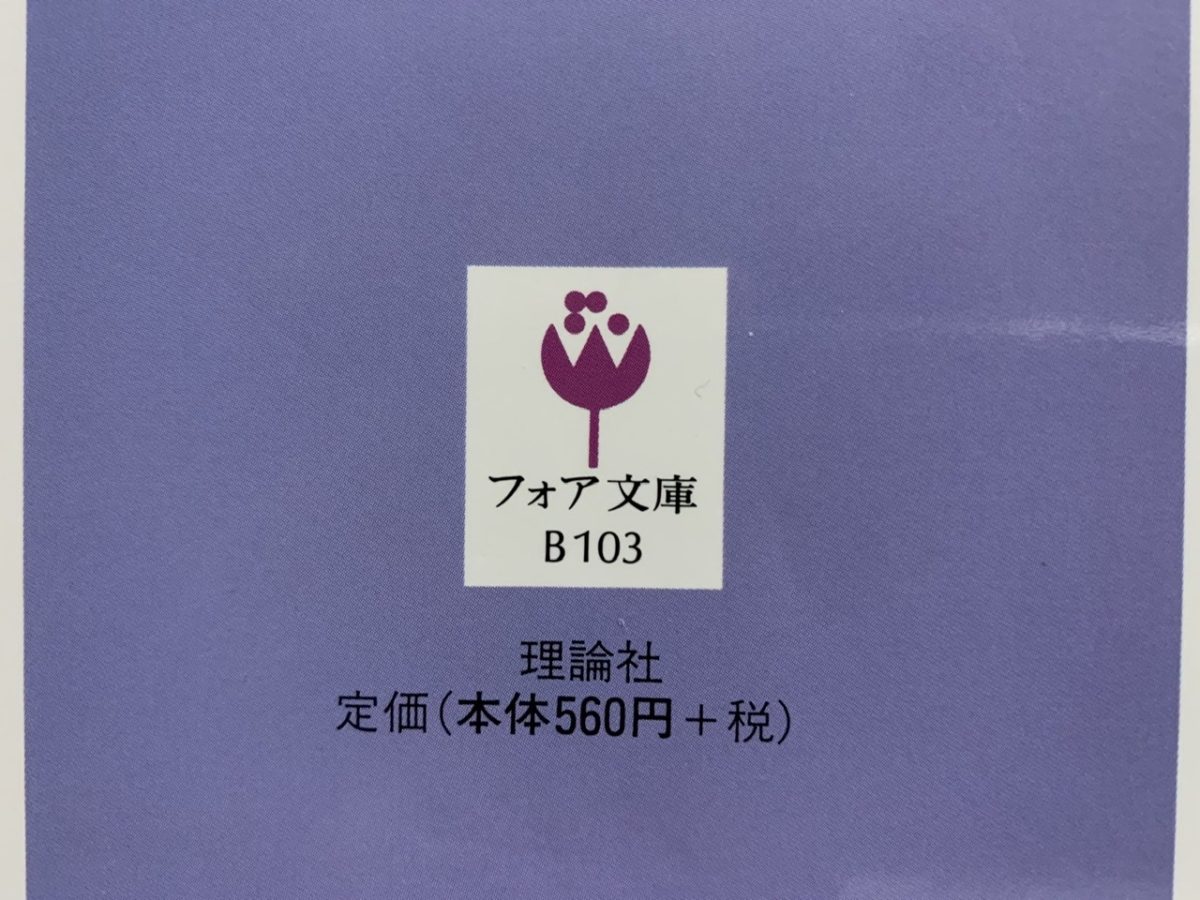 フォア文庫
B103
理論社
定価(本体560円＋税)